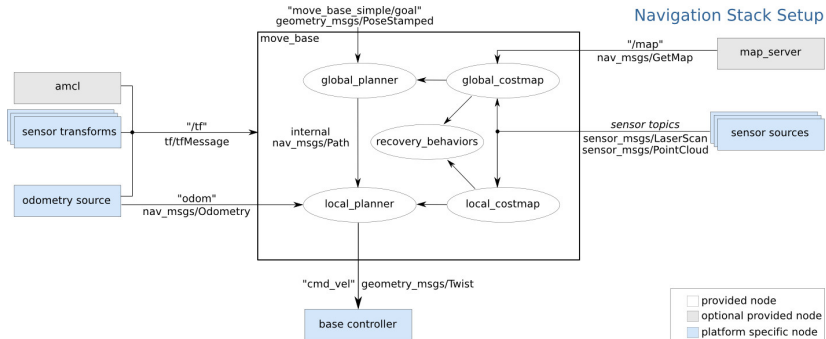 Navigation Stack Setup
"move_base_simple/goal"
geometry_msgs/PoseStamped
move_base
"/map"
nav_msgs/GetMap
map_server
amcl
sensor transforms
"/tf"
tf/tfMessage
global_planner
global_costmap
internal
nav_msgs/Path
recovery_behaviors
sensor topics
sensor_msgs/LaserScan
sensor_msgs/PointCloud
sensor sources
odometry source
"odom"
nav_msgs/Odometry
local_planner
local_costmap
"cmd_vel" geometry_msgs/Twist
base controller
provided node
optional provided node
platform specific node